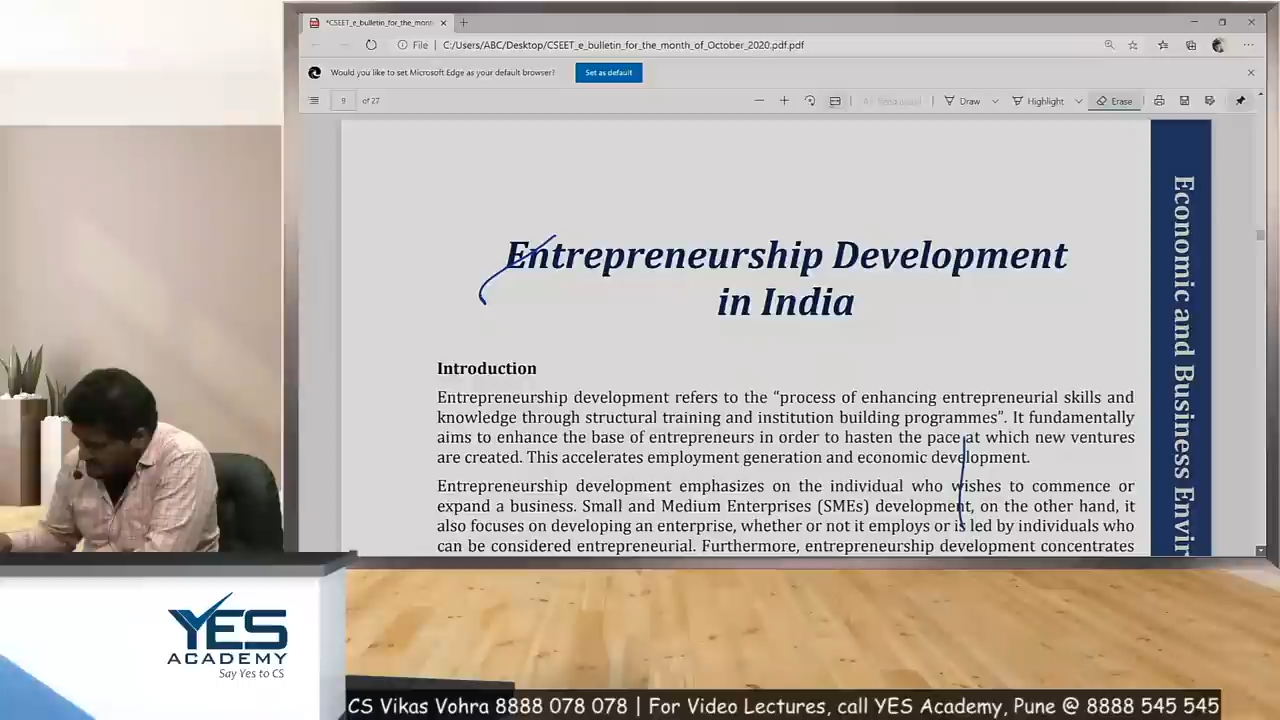 *CSEET_e_bulletin_for_the_mont
File
C:/Users/ABC/Desktop/CSEET_e_bulletin_for_the_month_of_October_2020.pdf.pdf
Would you like to set Microsoft Edge as your default browser?
Set as default
9 of 27
Draw
Highlight
Erase
Entrepreneurship Development
in India
Economic and Business Envir
Introduction
Entrepreneurship development refers to the “process of enhancing entrepreneurial skills and
knowledge through structural training and institution building programmes”. It fundamentally
aims to enhance the base of entrepreneurs in order to hasten the pace at which new ventures
are created. This accelerates employment generation and economic development.
Entrepreneurship development emphasizes on the individual who wishes to commence or
expand a business. Small and Medium Enterprises (SMEs) development, on the other hand, it
also focuses on developing an enterprise, whether or not it employs or is led by individuals who
can be considered entrepreneurial. Furthermore, entrepreneurship development concentrates
YES
ACADEMY
Say Yes to CS
CS Vikas Vohra 8888 078 078 | For Video Lectures, call YES Academy, Pune @ 8888 545 545